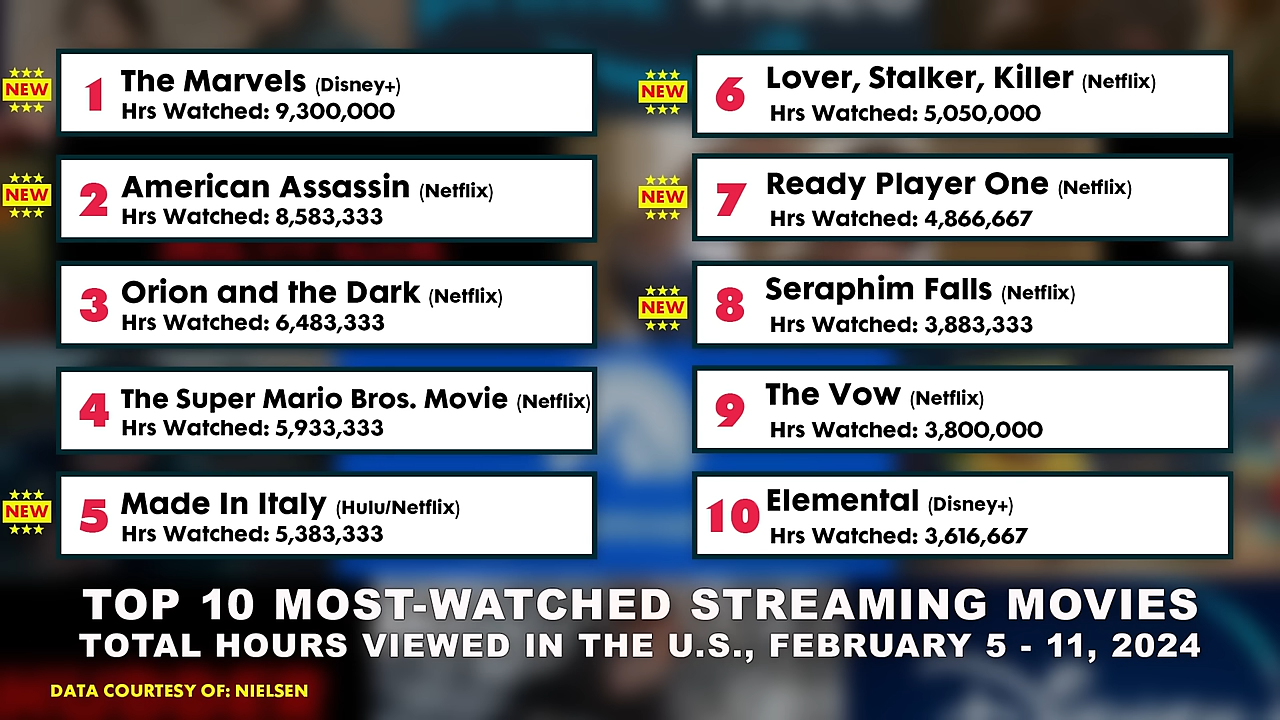 NEW
1
The Marvels (Disney+)
Hrs Watched: 9,300,000
NEW
2
American Assassin (Netflix)
Hrs Watched: 8,583,333
3
Orion and the Dark (Netflix)
Hrs Watched: 6,483,333
4
The Super Mario Bros. Movie (Netflix)
Hrs Watched: 5,933,333
NEW
5
Made In Italy (Hulu/Netflix)
Hrs Watched: 5,383,333
NEW
6
Lover, Stalker, Killer (Netflix)
Hrs Watched: 5,050,000
NEW
7
Ready Player One (Netflix)
Hrs Watched: 4,866,667
NEW
8
Seraphim Falls (Netflix)
Hrs Watched: 3,883,333
9
The Vow (Netflix)
Hrs Watched: 3,800,000
10
Elemental (Disney+)
Hrs Watched: 3,616,667
TOP 10 MOST-WATCHED STREAMING MOVIES
TOTAL HOURS VIEWED IN THE U.S., FEBRUARY 5 - 11, 2024
DATA COURTESY OF: NIELSEN